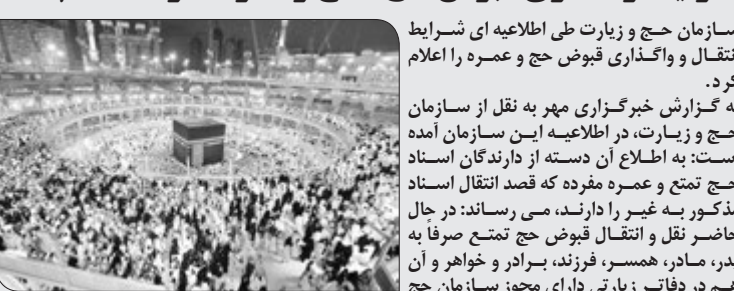 سازمان حج و زیارت طی اطلاعیه ای شرایط
انتقال و واگذاری قبوض حج و عمره را اعلام
کرد.
به گزارش خبرگزاری مهر به نقل از سازمان
حج و زیارت، در اطلاعیه این سازمان آمده
است: به اطلاع آن دسته از دارندگان اسناد
حج تمتع و عمره مفرده که قصد انتقال اسناد
مذکور به غیر را دارند، می رساند: در حال
حاضر نقل و انتقال قبوض حج تمتع صرفاً به
پدر، مادر، همسر، فرزند، برادر و خواهر و آن
هم در دفاتر زیارتی دارای مجوز سازمان حج